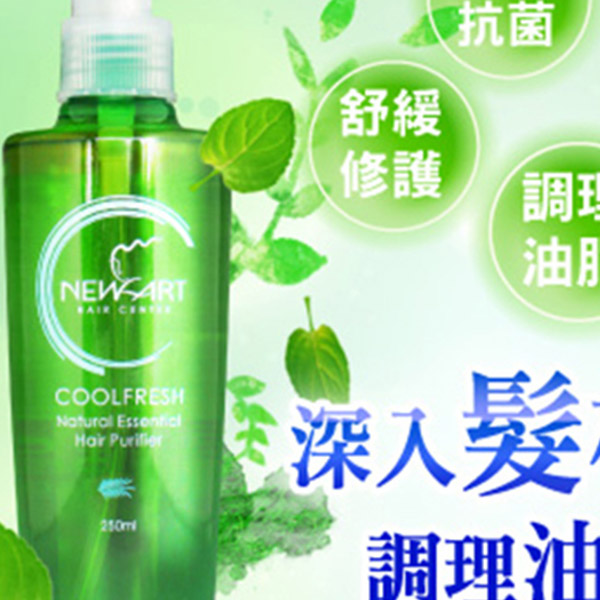 抗菌
舒緩
修護
調理
油脂
深入髮
調理油
NEWART
HAIR CENTER
COOLFRESH
Natural Essential
Hair Purifier
250ml